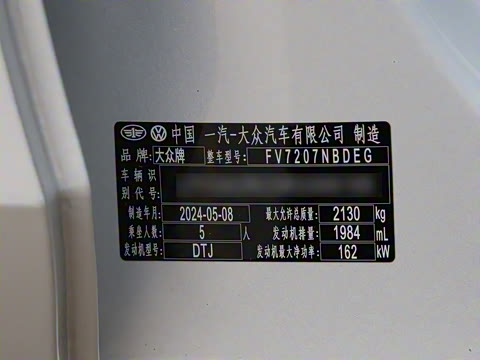 中国 一汽-大众汽车有限公司 制造
品牌: 大众牌 整车型号: FV7207NBDEG
车辆识
别代号:
制造年月: 2024-05-08 最大允许总质量: 2130 kg
乘坐人数: 5 人 发动机排量: 1984 mL
发动机型号: DTJ 发动机最大净功率: 162 kW